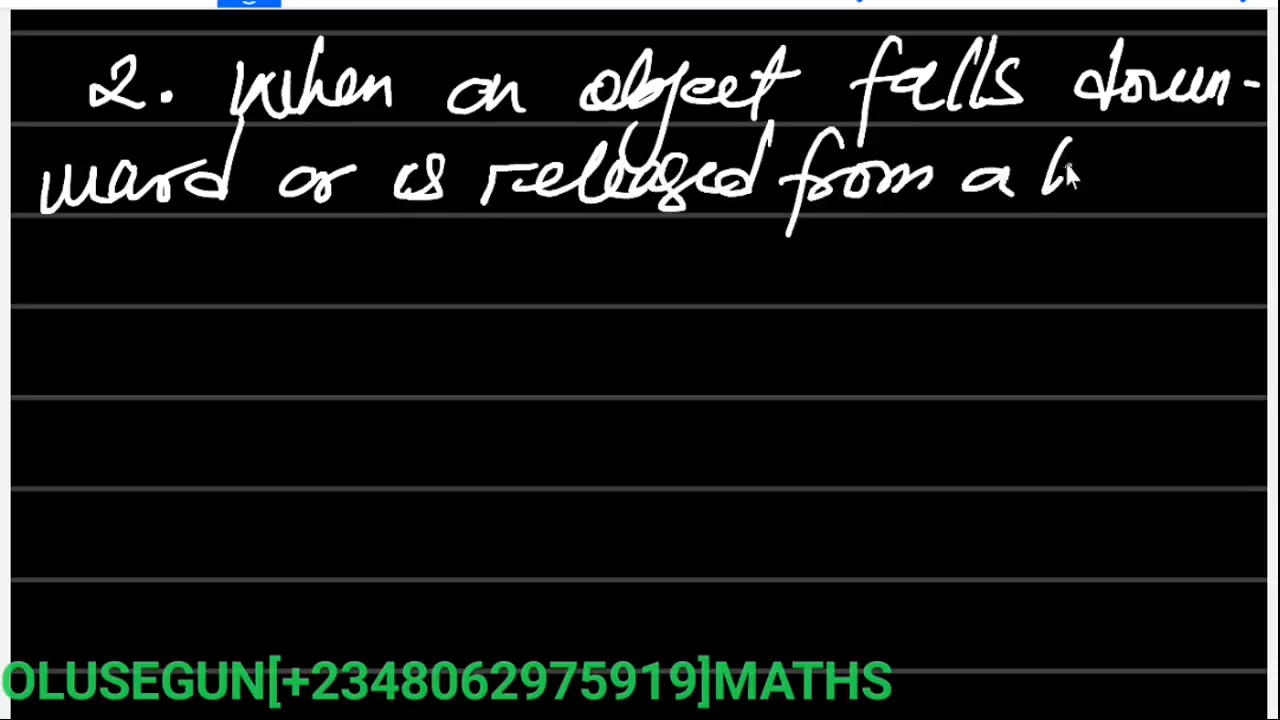 2. When an object falls down-
ward or is released from a h
OLUSEGUN[+2348062975919]MATHS